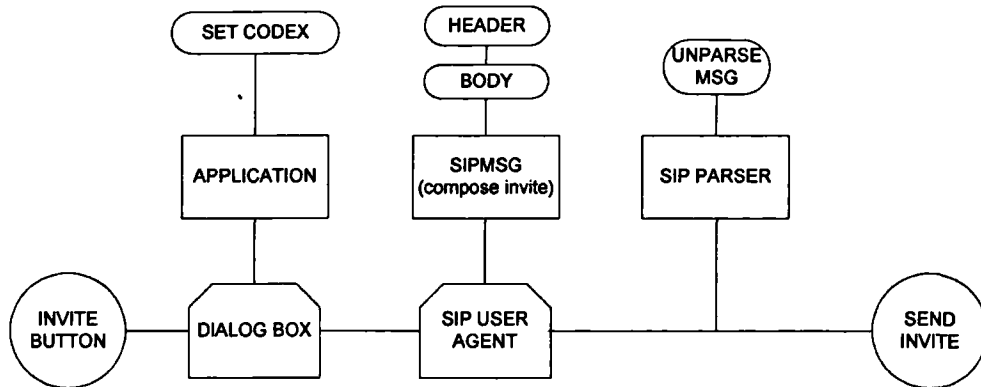 SET CODEX
HEADER
BODY
UNPARSE
MSG
APPLICATION
SIPMSG
(compose invite)
SIP PARSER
INVITE
BUTTON
DIALOG BOX
SIP USER
AGENT
SEND
INVITE